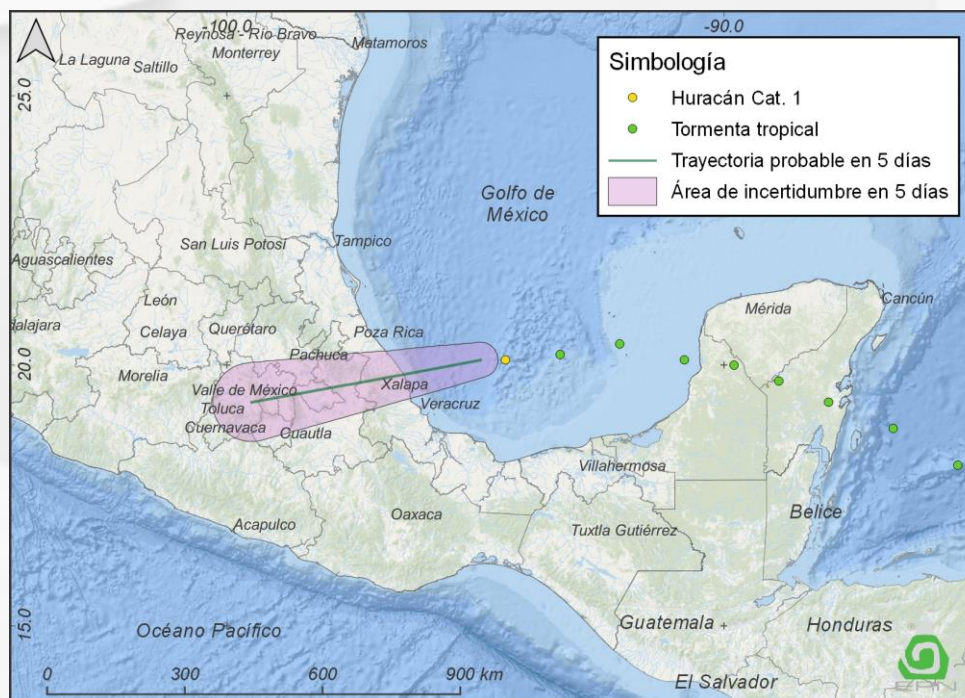 -100.0
-90.0
25.0
20.0
15.0
Simbología
Huracán Cat. 1
Tormenta tropical
Trayectoria probable en 5 días
Área de incertidumbre en 5 días
Reynosa - Río Bravo
Matamoros
Monterrey
La Laguna
Saltillo
Golfo de
México
San Luis Potosí
Tampico
Aguascalientes
León
dalajara
Celaya
Querétaro
Poza Rica
Pachuca
Morelia
Valle de México
Toluca
Xalapa
Veracruz
Cuernavaca
Cuautla
Mérida
Cancún
Villahermosa
Acapulco
Oaxaca
Tuxtla Gutiérrez
Belice
Océano Pacífico
Guatemala
Honduras
El Salvador
0 300 600 900 km
ERN